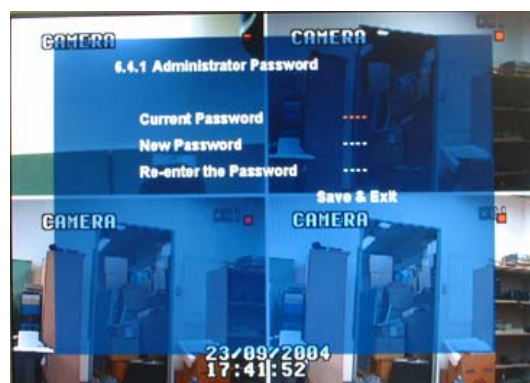 CAMERA
CAMERA
6.4.1 Administrator Password
Current Password ----
New Password ----
Re-enter the Password ----
Save & Exit
CAMERA
CAMERA
23/09/2004
17:41:52